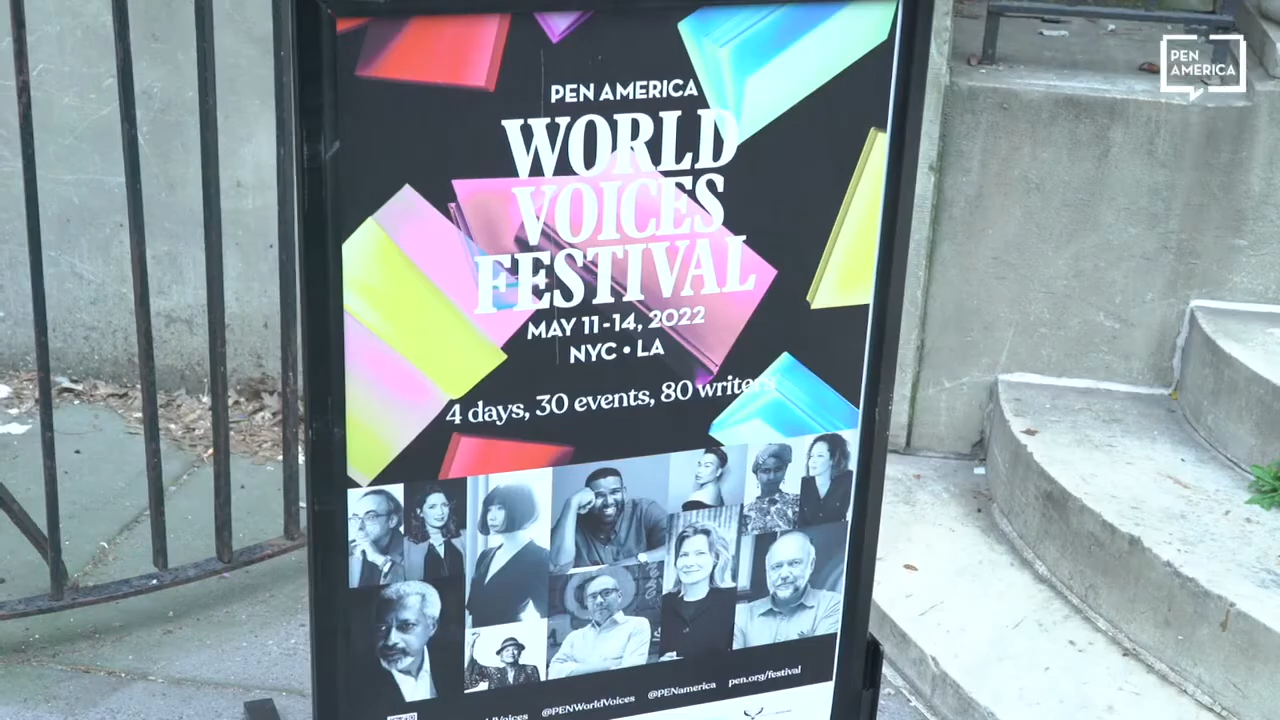 PEN AMERICA
WORLD
VOICES
FESTIVAL
MAY 11-14, 2022
NYC • LA
4 days, 30 events, 80 writers
@PENWorldVoices
@PENamerica
pen.org/festival
PEN
AMERICA